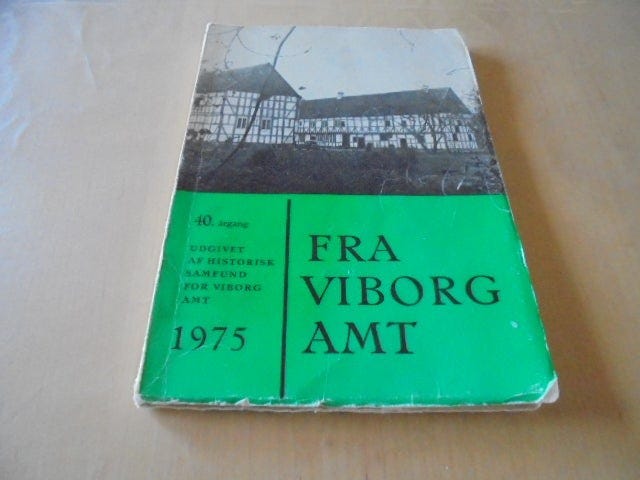 40. årgang
UDGIVET
AF HISTORISK
SAMFUND
FOR VIBORG
AMT
1975
FRA
VIBORG
AMT